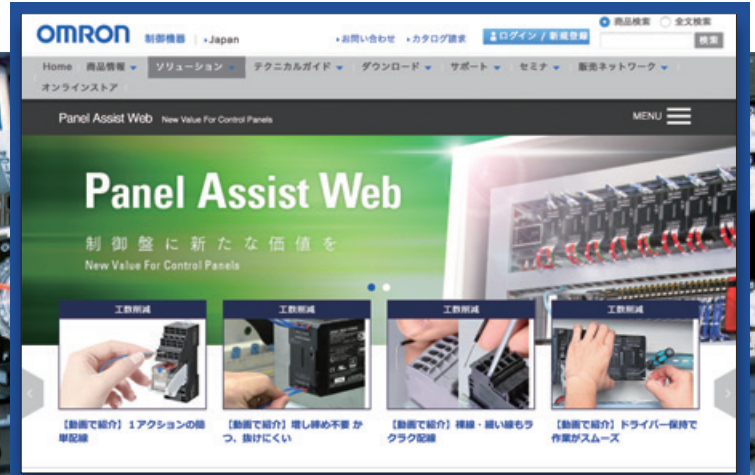 商品検索 全文検索
OMRON 制御機器 Japan お問い合わせ カタログ請求 ログイン / 新規登録 検索
Home 商品情報 ソリューション テクニカルガイド ダウンロード サポート セミナ 販売ネットワーク
オンラインストア
Panel Assist Web New Value For Control Panels MENU
Panel Assist Web
制御盤に新たな価値を
New Value For Control Panels
工数削減 工数削減 工数削減 工数削減
【動画で紹介】1アクションの簡
単配線
【動画で紹介】増し締め不要 か
つ、抜けにくい
【動画で紹介】裸線・細い線もラ
クラク配線
【動画で紹介】ドライバー保持で
作業がスムーズ